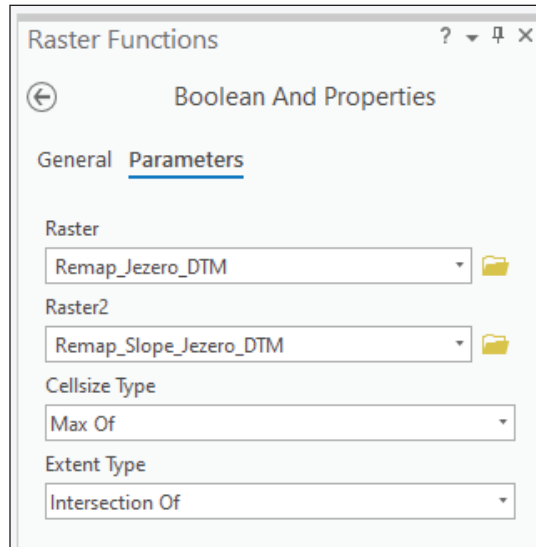 Raster Functions
?
Boolean And Properties
General Parameters
Raster
Remap_Jezero_DTM
Raster2
Remap_Slope_Jezero_DTM
Cellsize Type
Max Of
Extent Type
Intersection Of